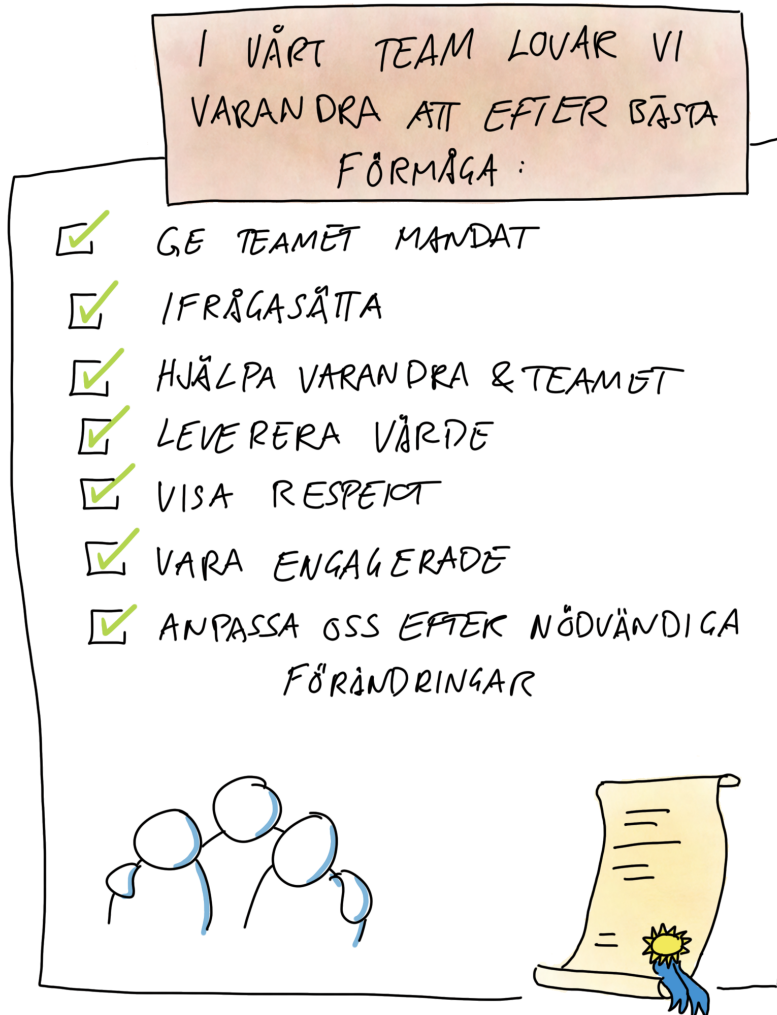 I VÅRT TEAM LOVAR VI
VARANDRA ATT EFTER BÄSTA
FÖRMÅGA:
GE TEAMET MANDAT
IFRÅGASÄTTA
HJÄLPA VARANDRA & TEAMET
LEVERERA VÄRDE
VISA RESPEKT
VARA ENGAGERADE
ANPASSA OSS EFTER NÖDVÄNDIGA
FÖRÄNDRINGAR